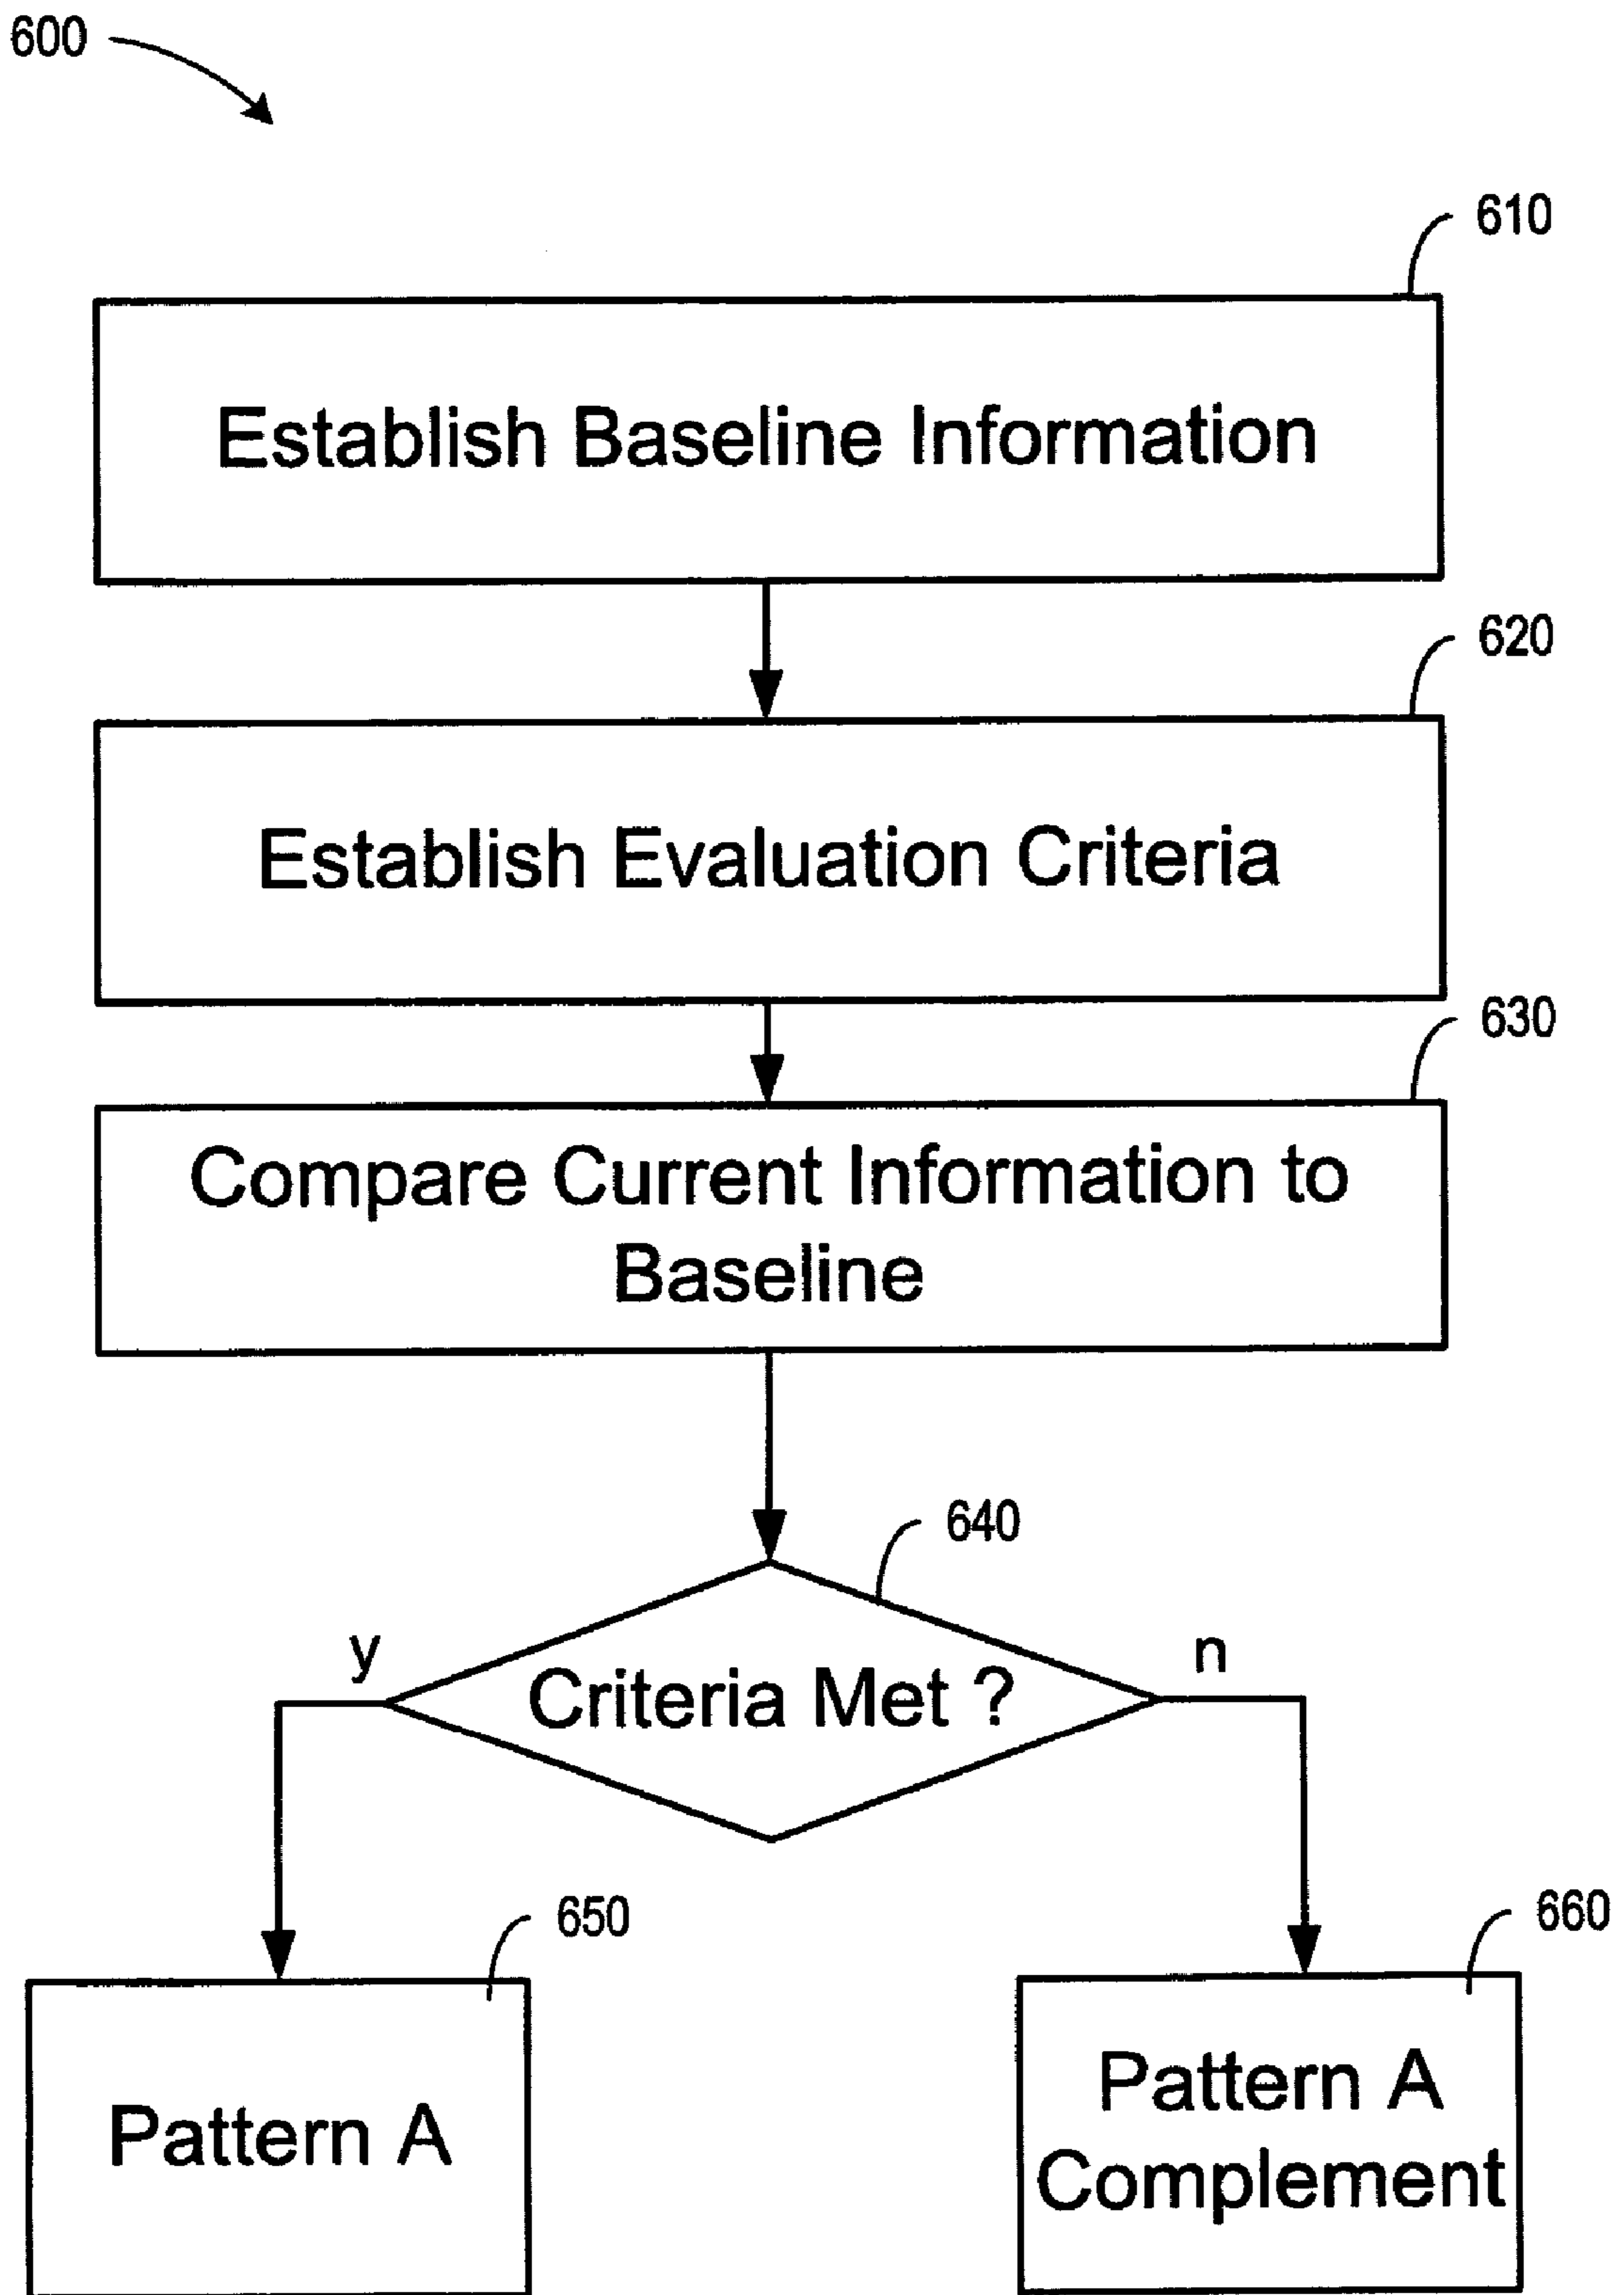 600
610
Establish Baseline Information
620
Establish Evaluation Criteria
630
Compare Current Information to
Baseline
640
y
n
Criteria Met ?
650
660
Pattern A
Pattern A
Complement